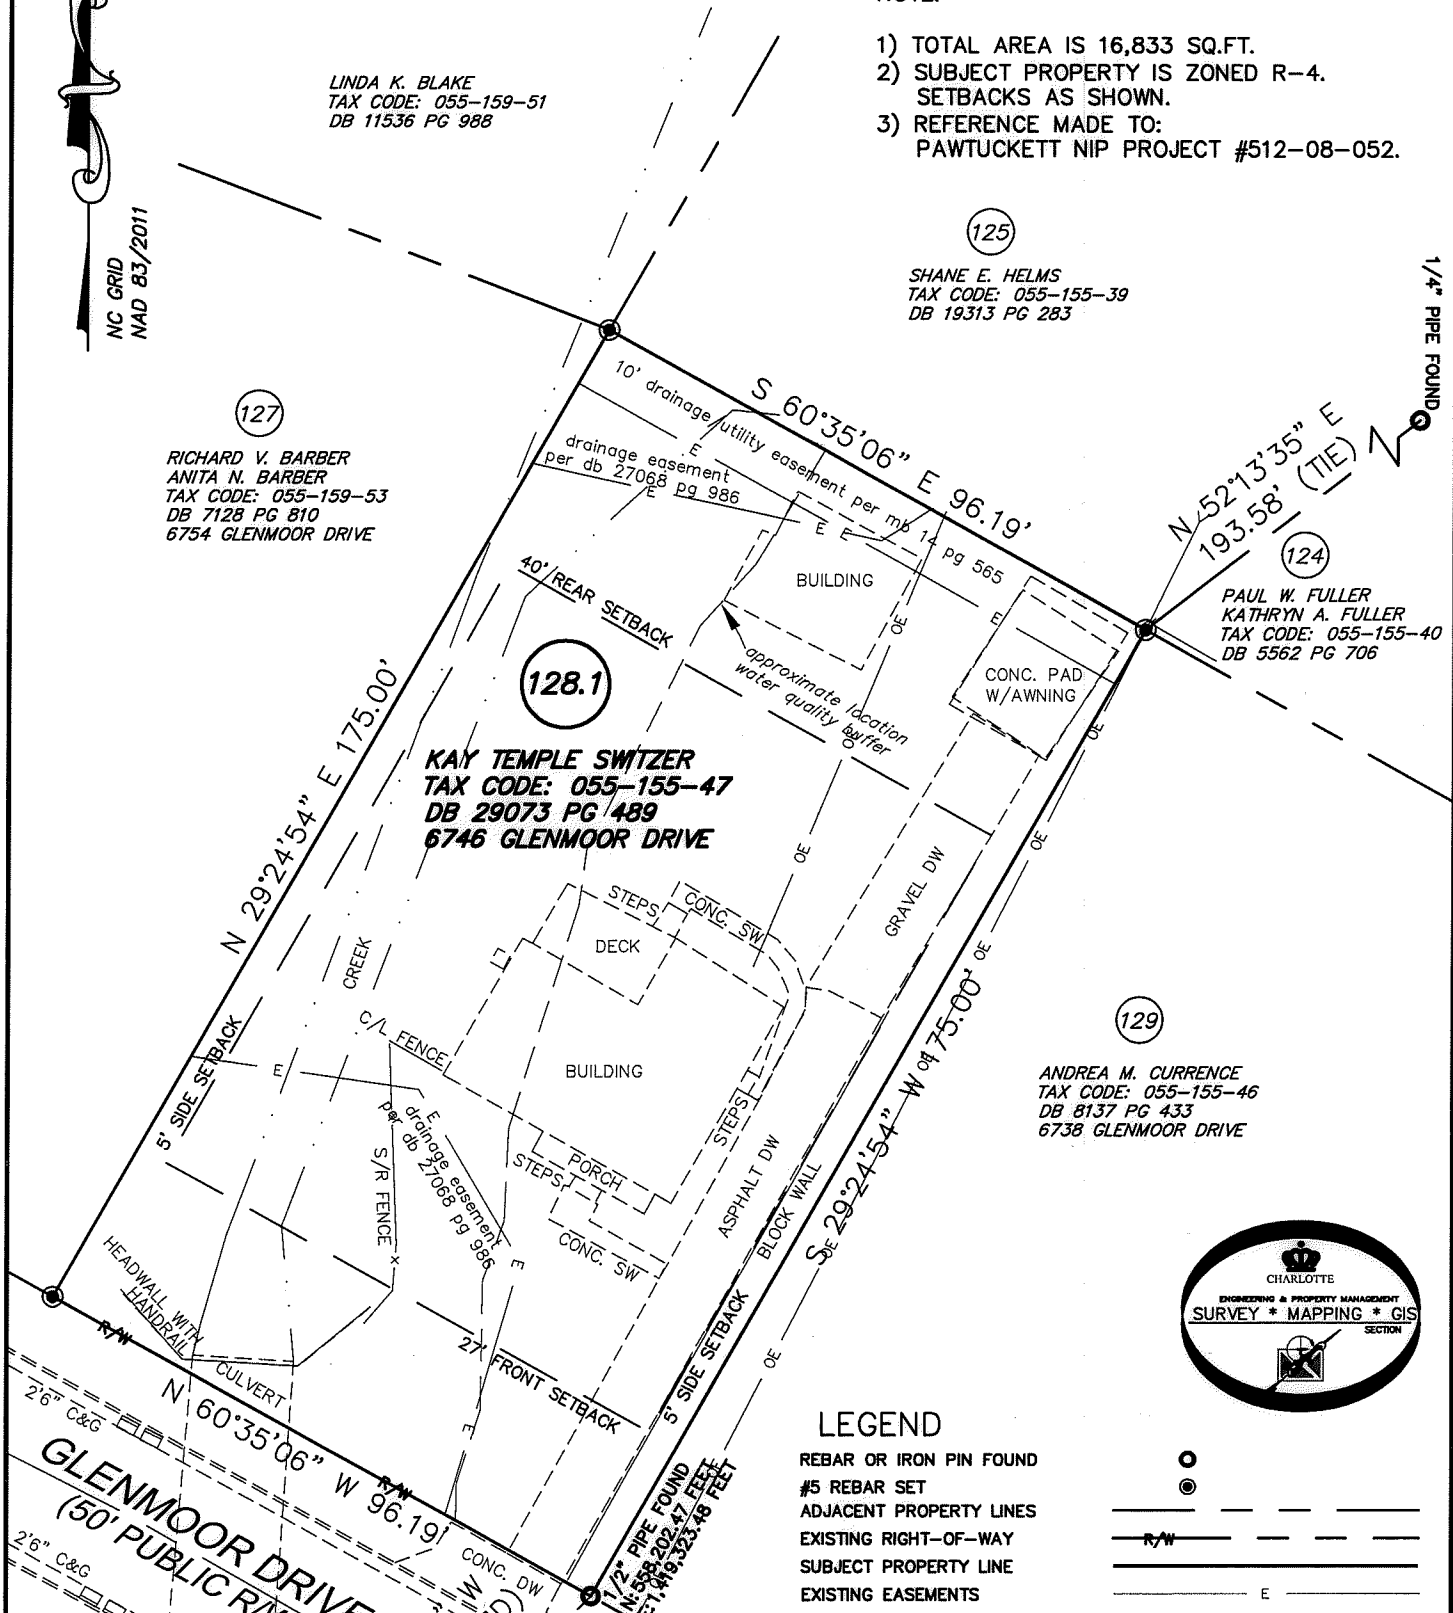 NOTE:
1) TOTAL AREA IS 16,833 SQ.FT.
2) SUBJECT PROPERTY IS ZONED R-4.
SETBACKS AS SHOWN.
3) REFERENCE MADE TO:
PAWTUCKETT NIP PROJECT #512-08-052.
LINDA K. BLAKE
TAX CODE: 055-159-51
DB 11536 PG 988
NC GRID
NAD 83/2011
125
SHANE E. HELMS
TAX CODE: 055-155-39
DB 19313 PG 283
1/4" PIPE FOUND
127
RICHARD V. BARBER
ANITA N. BARBER
TAX CODE: 055-159-53
DB 7128 PG 810
6754 GLENMOOR DRIVE
S 60°35'06" E 96.19'
10' drainage/utility easement per mb 14 pg 565
E
drainage easement
per db 27068 pg 986
E
E
E
E
N 52°13'35" E
193.58' (TIE)
124
PAUL W. FULLER
KATHRYN A. FULLER
TAX CODE: 055-155-40
DB 5562 PG 706
BUILDING
40' REAR SETBACK
OE
CONC. PAD
W/AWNING
approximate location
water quality buffer
128.1
KAY TEMPLE SWITZER
TAX CODE: 055-155-47
DB 29073 PG 489
6746 GLENMOOR DRIVE
N 29°24'54" E 175.00'
OE
OE
OE
OE
GRAVEL DW
STEPS
CONC. SW
DECK
CREEK
OE
C/L FENCE
BUILDING
S 29°24'54" W 175.00'
OE
129
ANDREA M. CURRENCE
TAX CODE: 055-155-46
DB 8137 PG 433
6738 GLENMOOR DRIVE
5' SIDE SETBACK
E
E
drainage easement
per db 27068 pg 986
S/R FENCE
x
STEPS
PORCH
STEPS
CONC. SW
ASPHALT DW
BLOCK WALL
OE
E
HEADWALL WITH
HANDRAIL
CULVERT
27' FRONT SETBACK
5' SIDE SETBACK
OE
R/W
N 60°35'06" W 96.19'
R/W
E
2'6" C&G
GLENMOOR DRIVE
(50' PUBLIC R/W
2'6" C&G
CONC. DW
1/2" PIPE FOUND
N: 558,202.47 FEET
E: 1,419,323.48 FEET
OE
CHARLOTTE
ENGINEERING & PROPERTY MANAGEMENT
SURVEY * MAPPING * GIS
SECTION
LEGEND
REBAR OR IRON PIN FOUND
#5 REBAR SET
ADJACENT PROPERTY LINES
EXISTING RIGHT-OF-WAY
R/W
SUBJECT PROPERTY LINE
EXISTING EASEMENTS
E